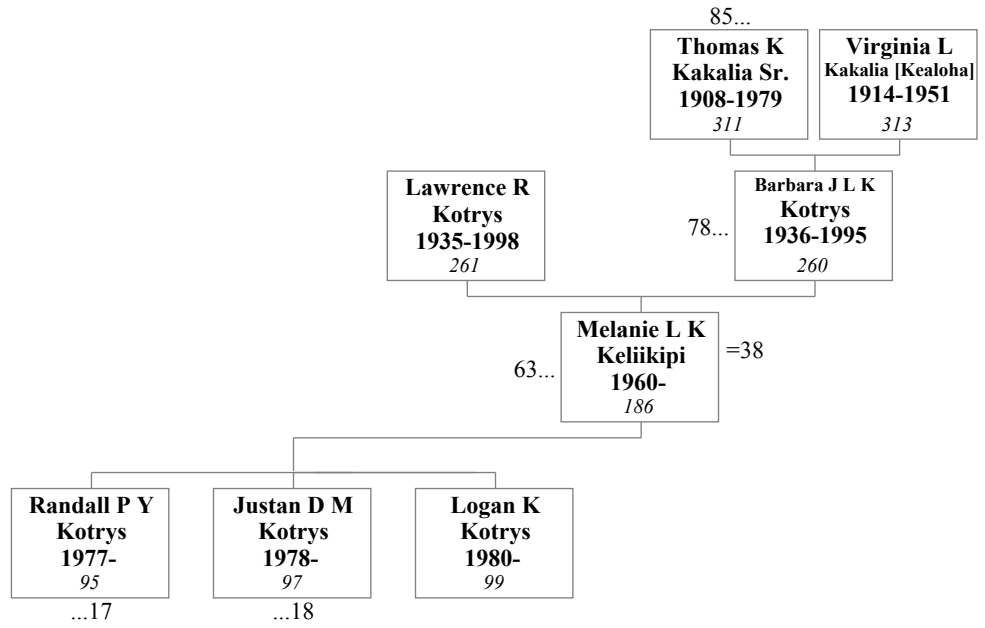 85...
Thomas K
Kakalia Sr.
1908-1979
311
Virginia L
Kakalia [Kealoha]
1914-1951
313
Lawrence R
Kotrys
1935-1998
261
78...
Barbara J L K
Kotrys
1936-1995
260
63...
Melanie L K
Keliikipi
1960-
186
=38
Randall P Y
Kotrys
1977-
95
...17
Justan D M
Kotrys
1978-
97
...18
Logan K
Kotrys
1980-
99